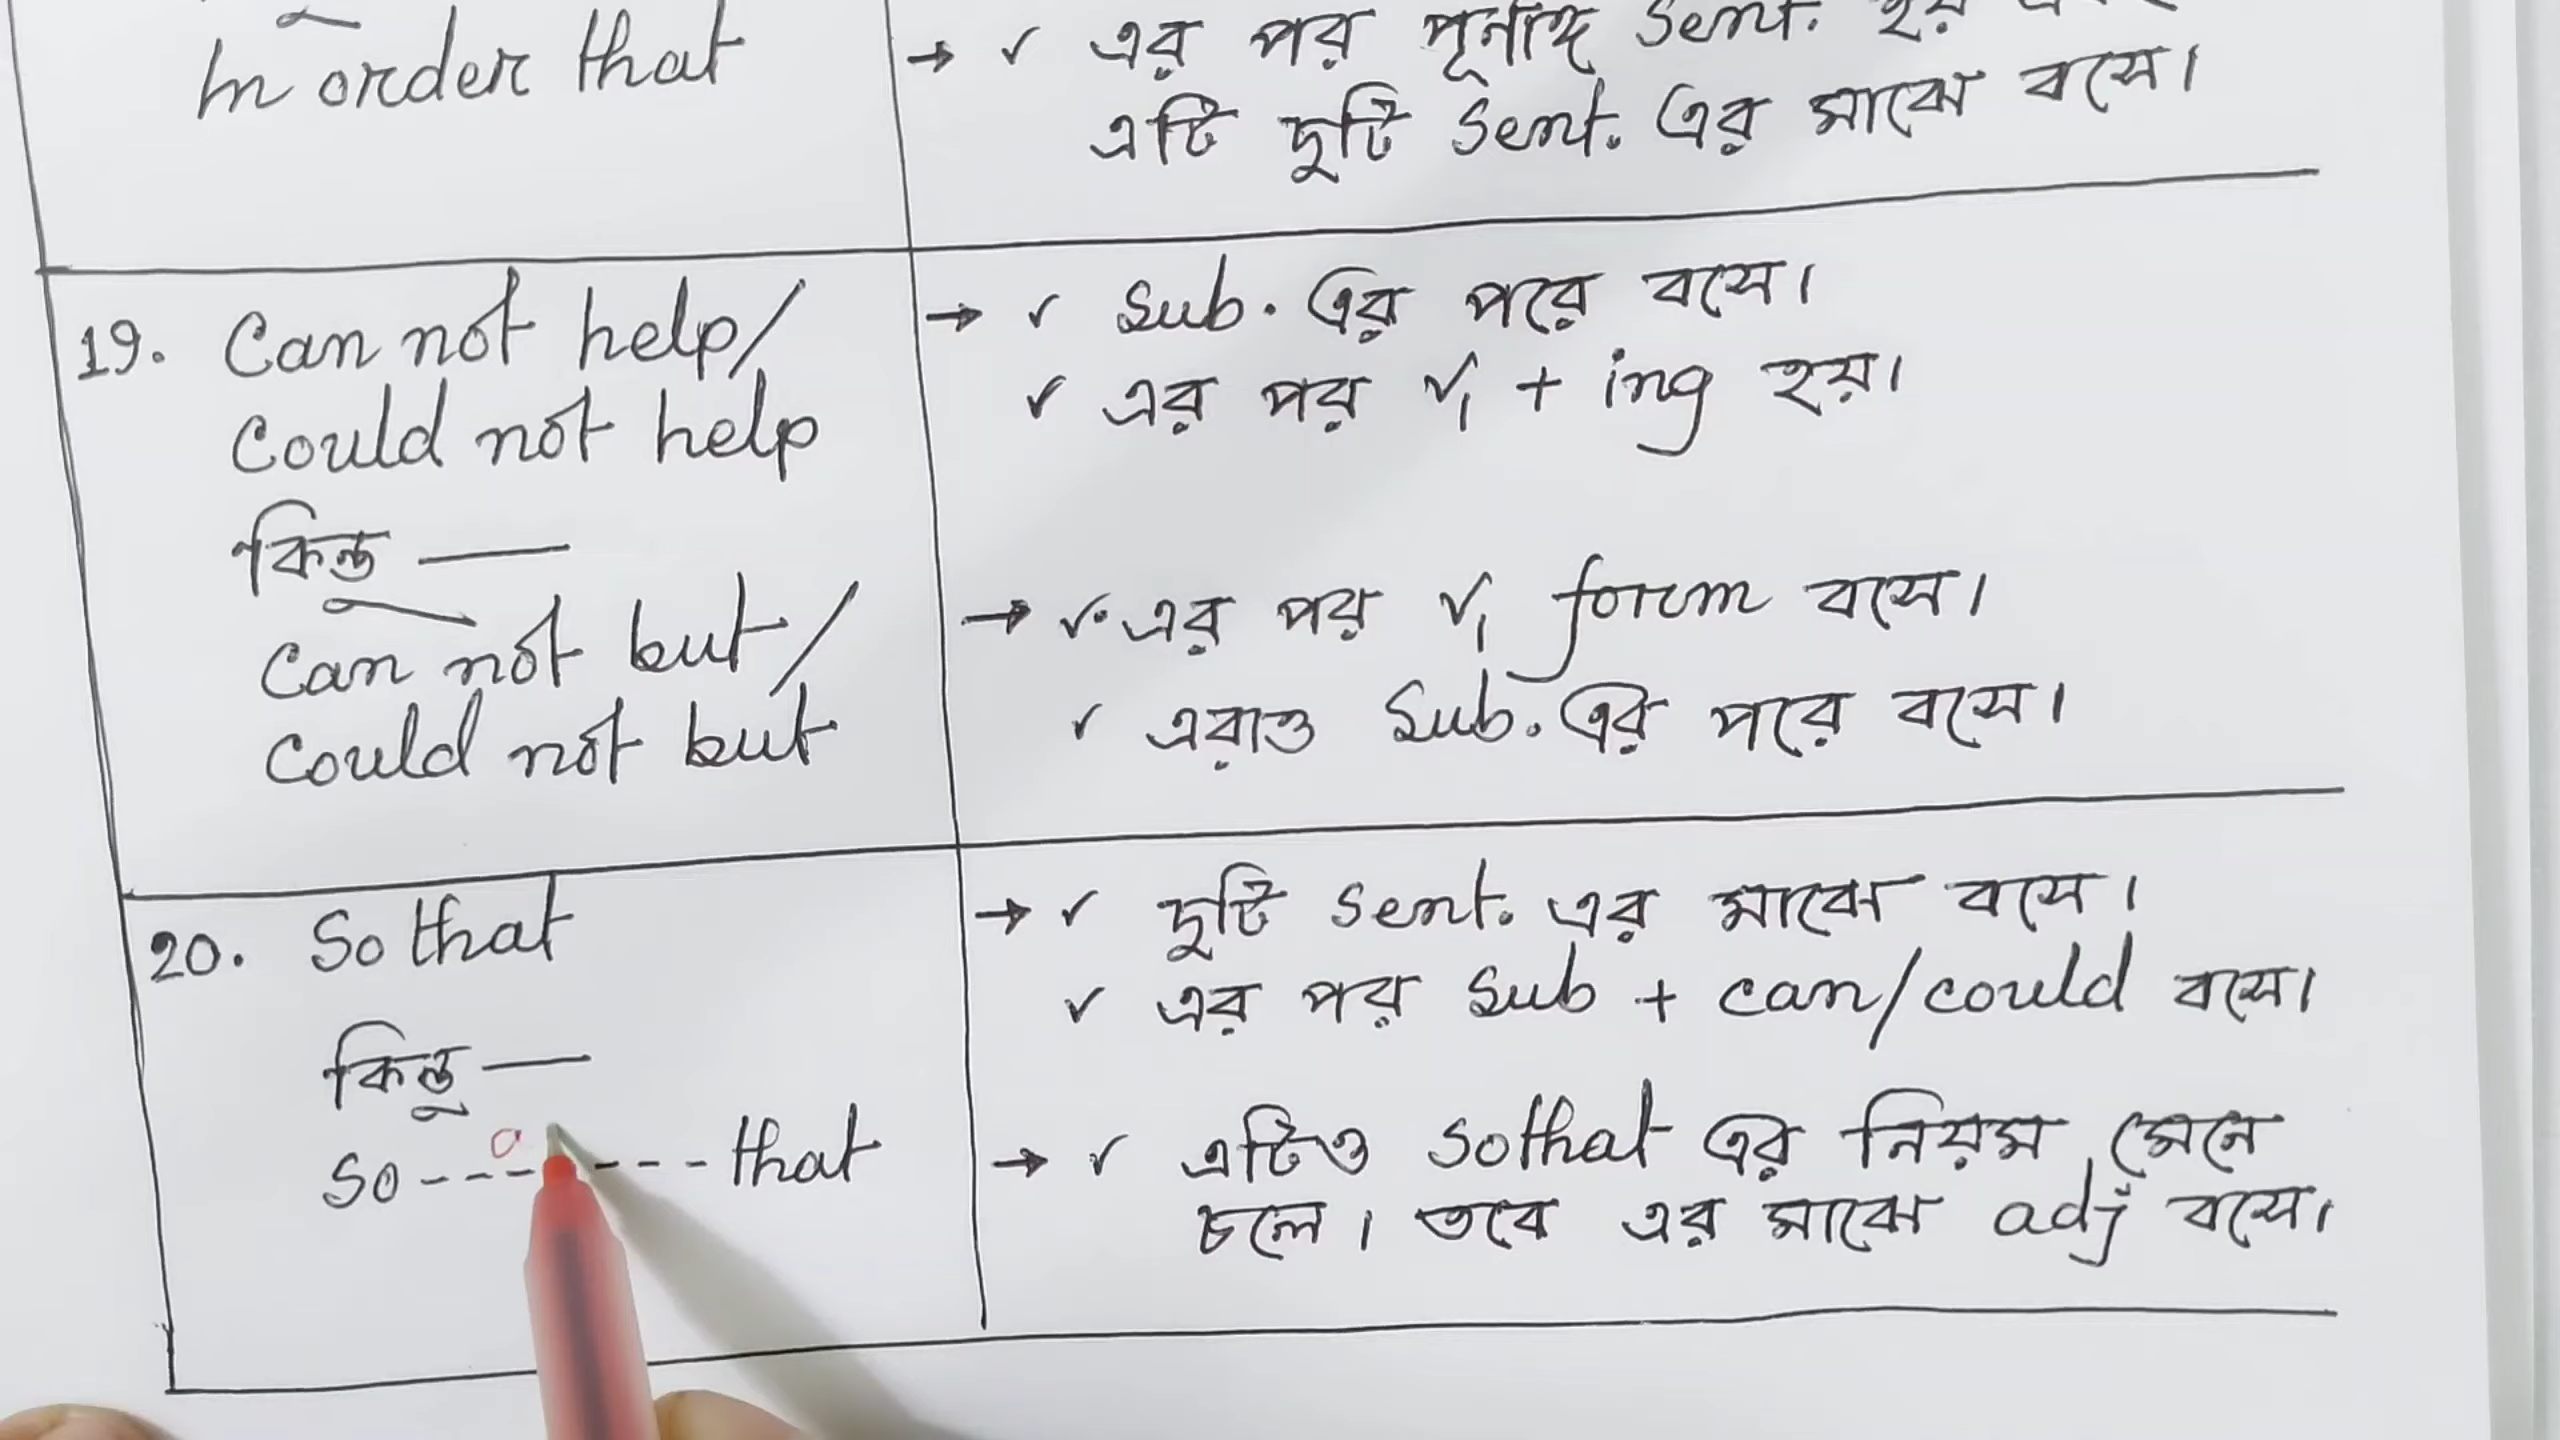 In order that
→ ✓ এর পর পূর্নাঙ্গ Sent. হয় এবং
এটি দুটি Sent. এর মাঝে বসে।
19. Can not help/
Could not help
→ ✓ Sub. এর পরে বসে।
✓ এর পর V₁ + ing হয়।
কিন্তু —
Can not but/
Could not but
→ ✓ এর পর V₁ form বসে।
✓ এরাও Sub. এর পরে বসে।
20. So that
→ ✓ দুটি Sent. এর মাঝে বসে।
✓ এর পর Sub + can/could বসে।
কিন্তু —
a
So -------- that
→ ✓ এটিও so that এর নিয়ম মেনে
চলে। তবে এর মাঝে adj বসে।